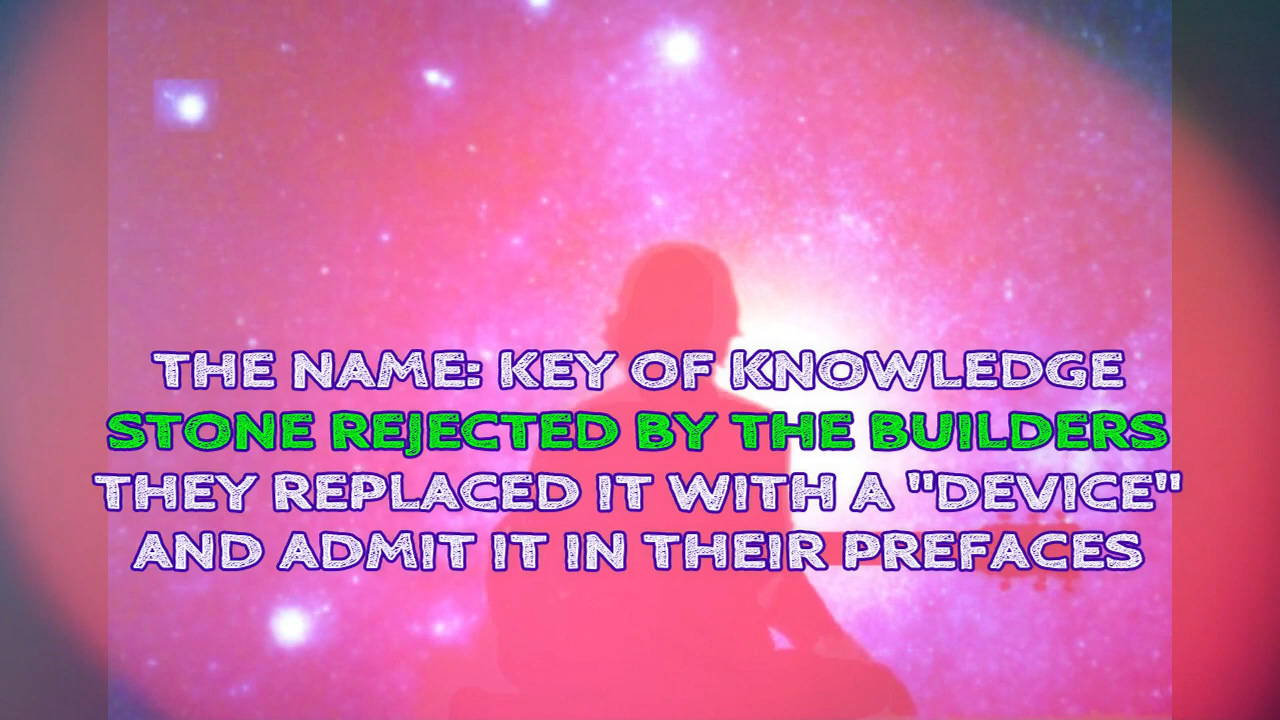 THE NAME: KEY OF KNOWLEDGE
STONE REJECTED BY THE BUILDERS
THEY REPLACED IT WITH A "DEVICE"
AND ADMIT IT IN THEIR PREFACES